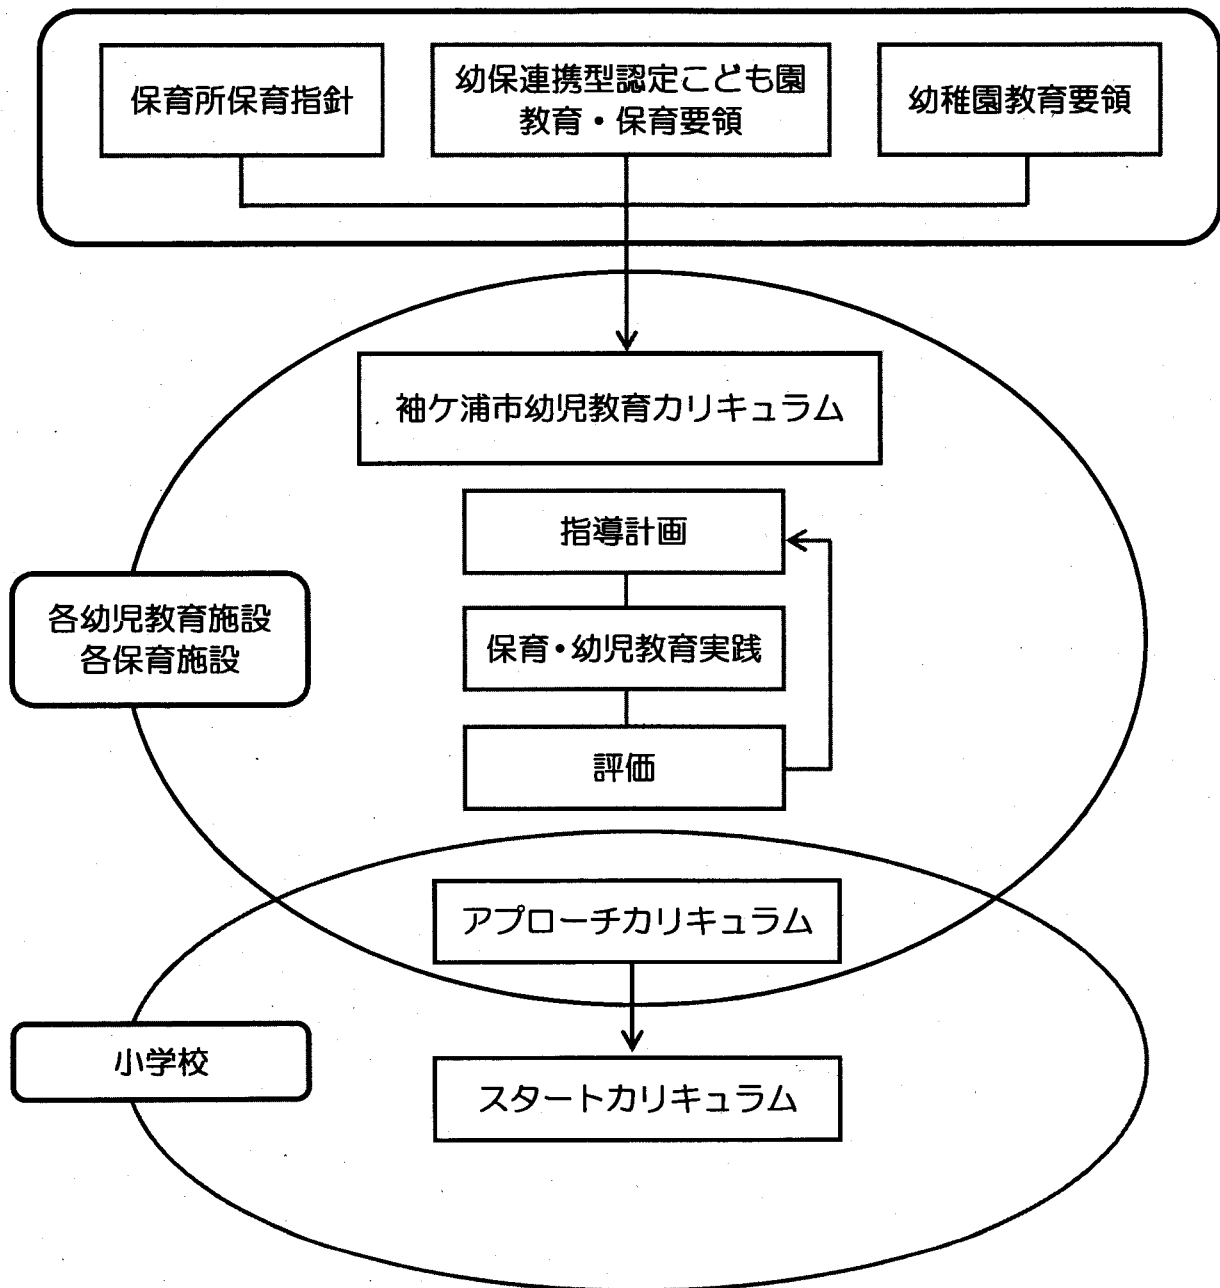 保育所保育指針
幼保連携型認定こども園
教育・保育要領
幼稚園教育要領
袖ケ浦市幼児教育カリキュラム
指導計画
各幼児教育施設
各保育施設
保育・幼児教育実践
評価
アプローチカリキュラム
小学校
スタートカリキュラム